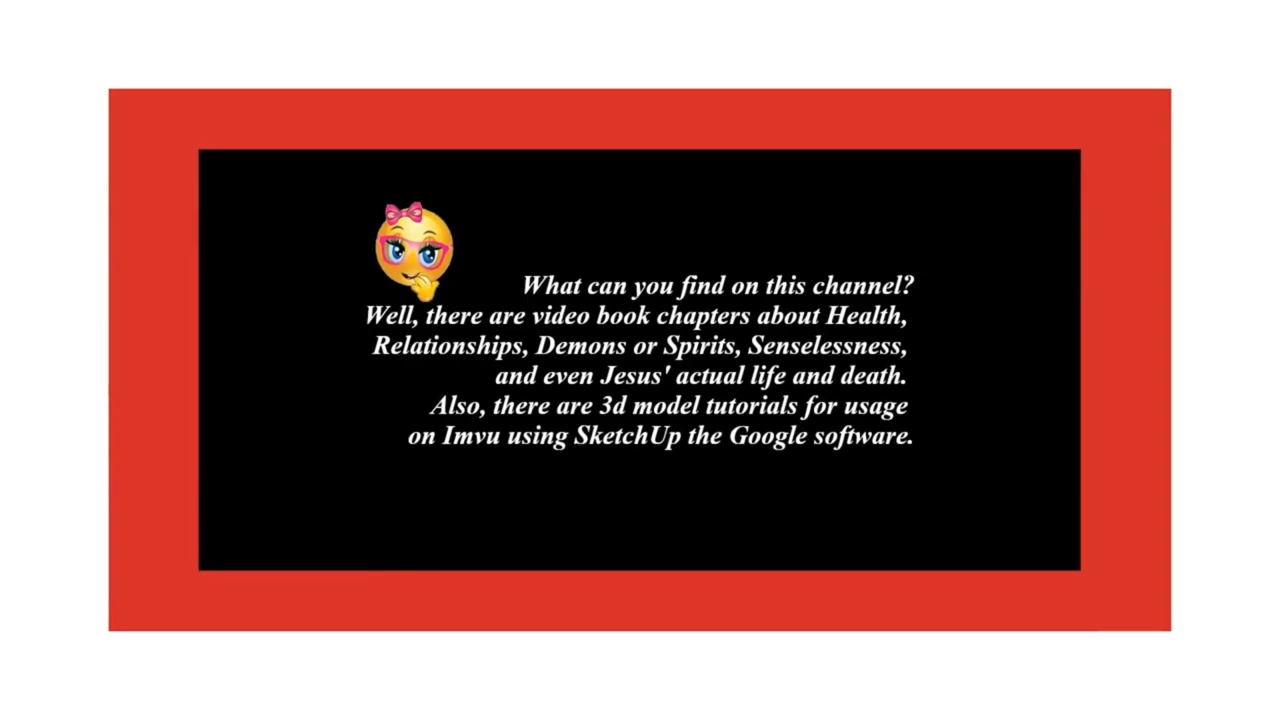 What can you find on this channel?
Well, there are video book chapters about Health,
Relationships, Demons or Spirits, Senselessness,
and even Jesus' actual life and death.
Also, there are 3d model tutorials for usage
on Imvu using SketchUp the Google software.